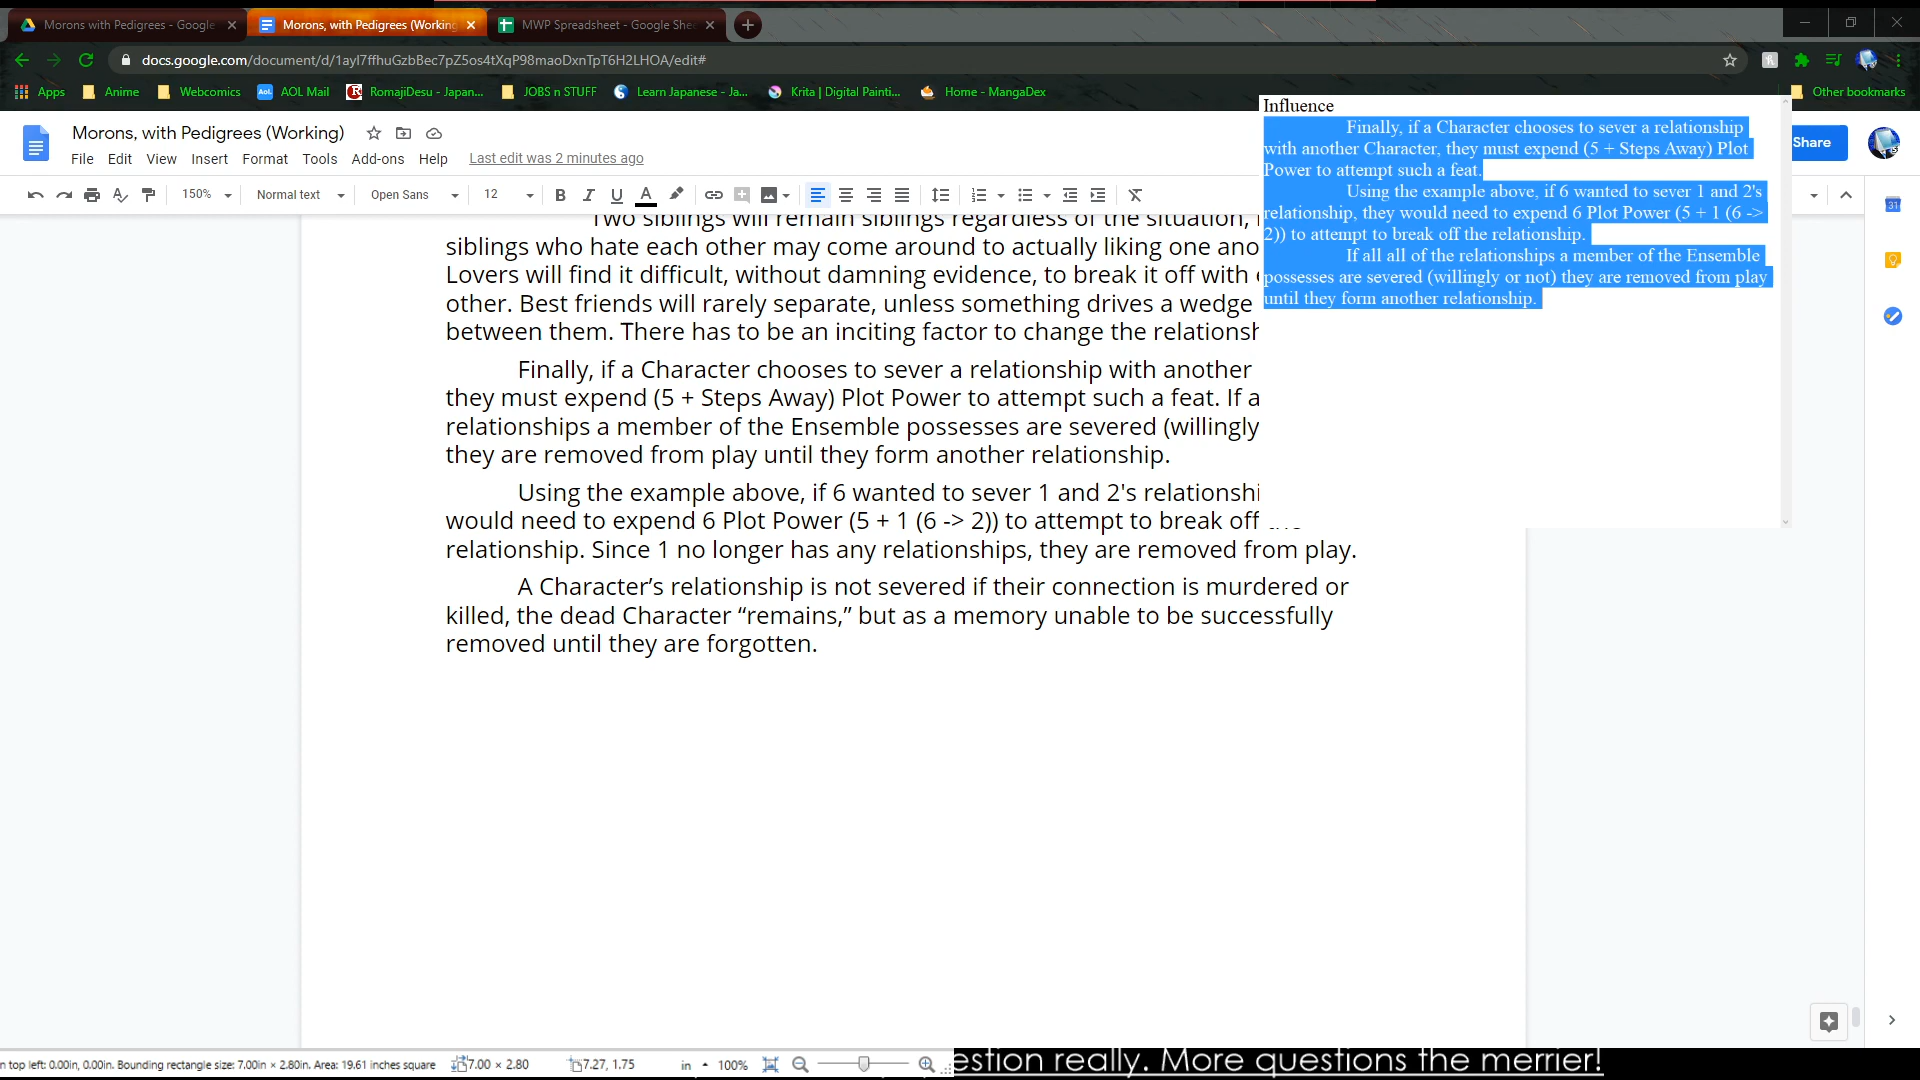 Morons with Pedigrees - Google
Morons, with Pedigrees (Working
MWP Spreadsheet - Google She
docs.google.com/document/d/1ayl7ffhuGzbBec7pZ5os4tXqP98maoDxnTpT6H2LHOA/edit#
Apps
Anime
Webcomics
Aol.
AOL Mail
RomajiDesu - Japan...
JOBS n STUFF
Learn Japanese - Ja...
Krita | Digital Painti...
Home - MangaDex
Other bookmarks
Morons, with Pedigrees (Working)
File Edit View Insert Format Tools Add-ons Help Last edit was 2 minutes ago
Share
150% Normal text Open Sans 12 B I U A
31
Influence
Finally, if a Character chooses to sever a relationship
with another Character, they must expend (5 + Steps Away) Plot
Power to attempt such a feat.
Using the example above, if 6 wanted to sever 1 and 2's
relationship, they would need to expend 6 Plot Power (5 + 1 (6 ->
2)) to attempt to break off the relationship.
If all all of the relationships a member of the Ensemble
possesses are severed (willingly or not) they are removed from play
until they form another relationship.
Two siblings will remain siblings regardless of the situation,
siblings who hate each other may come around to actually liking one ano
Lovers will find it difficult, without damning evidence, to break it off with
other. Best friends will rarely separate, unless something drives a wedge
between them. There has to be an inciting factor to change the relationsh
Finally, if a Character chooses to sever a relationship with another
they must expend (5 + Steps Away) Plot Power to attempt such a feat. If a
relationships a member of the Ensemble possesses are severed (willingly
they are removed from play until they form another relationship.
Using the example above, if 6 wanted to sever 1 and 2's relationshi
would need to expend 6 Plot Power (5 + 1 (6 -> 2)) to attempt to break off
relationship. Since 1 no longer has any relationships, they are removed from play.
A Character’s relationship is not severed if their connection is murdered or
killed, the dead Character “remains,” but as a memory unable to be successfully
removed until they are forgotten.
n top left: 0.00in, 0.00in. Bounding rectangle size: 7.00in × 2.80in. Area: 19.61 inches square
7.00 × 2.80
7.27, 1.75
in
100%
estion really. More questions the merrier!